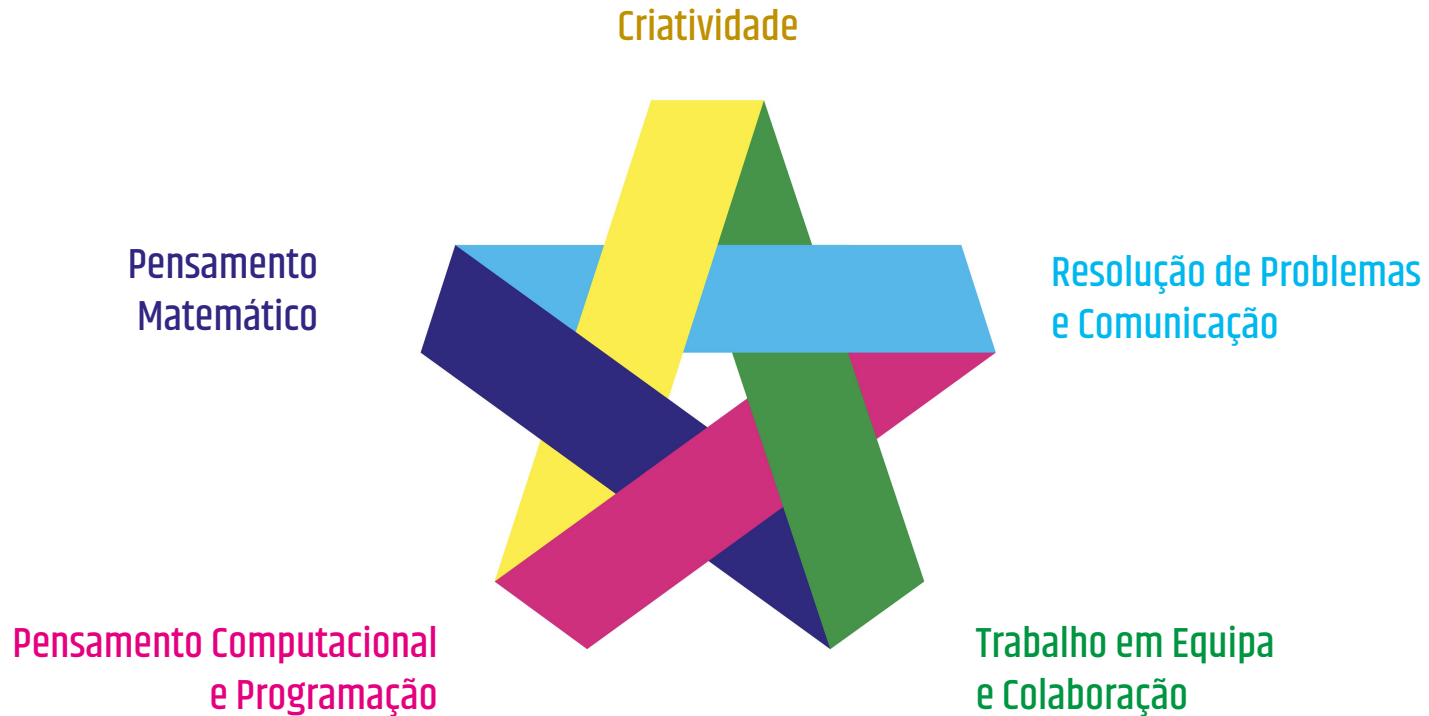 Criatividade
Pensamento
Matemático
Resolução de Problemas
e Comunicação
Pensamento Computacional
e Programação
Trabalho em Equipa
e Colaboração